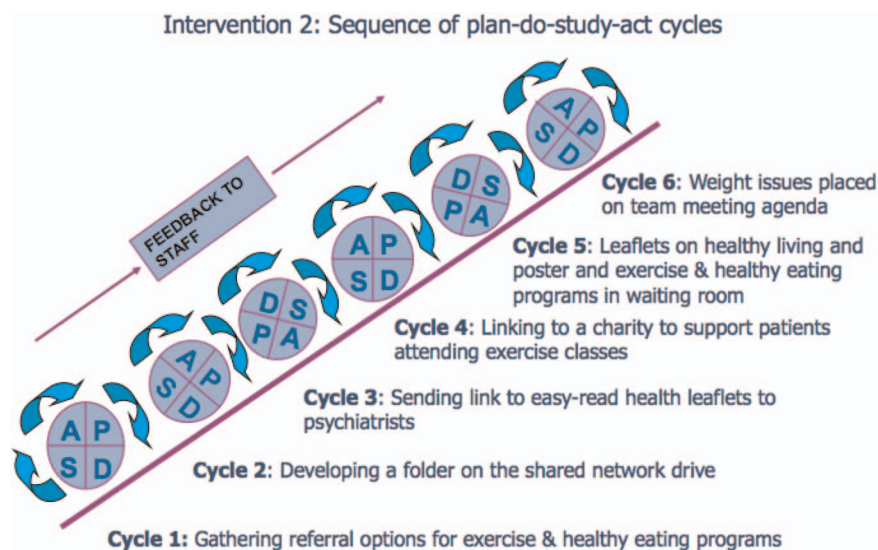 Intervention 2: Sequence of plan-do-study-act cycles
FEEDBACK TO
STAFF
A P
S D
D S
P A
A P
S D
D S
P A
A P
S D
A P
S D
Cycle 6: Weight issues placed
on team meeting agenda
Cycle 5: Leaflets on healthy living and
poster and exercise & healthy eating
programs in waiting room
Cycle 4: Linking to a charity to support patients
attending exercise classes
Cycle 3: Sending link to easy-read health leaflets to
psychiatrists
Cycle 2: Developing a folder on the shared network drive
Cycle 1: Gathering referral options for exercise & healthy eating programs